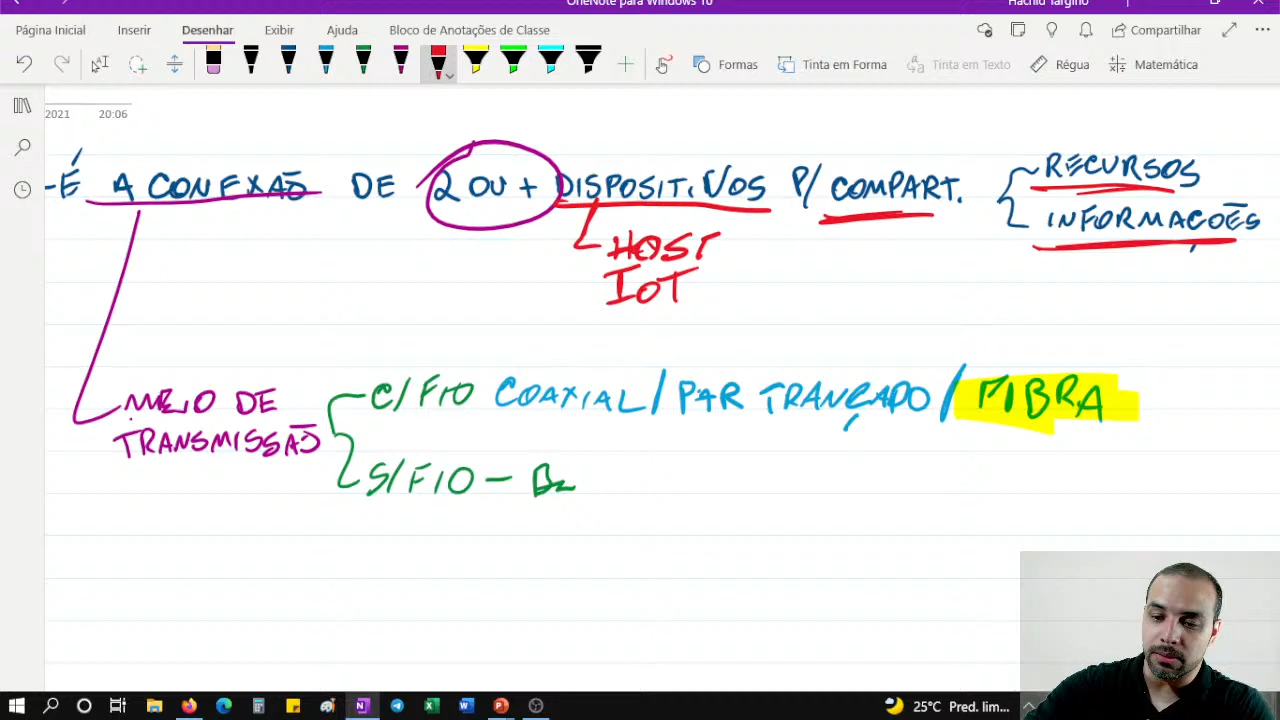 OneNote para Windows 10
Hachid Targino
Página Inicial Inserir Desenhar Exibir Ajuda Bloco de Anotações de Classe Compartilhar
Formas Tinta em Forma Tinta em Texto Régua Matemática
2021 20:06
-É A CONEXÃO DE 2 OU + DISPOSITIVOS P/ COMPART. RECURSOS
INFORMAÇÕES
HOST
IOT
MEIO DE
TRANSMISSÃO
C/FIO COAXIAL / PAR TRANÇADO / FIBRA
S/FIO –
25°C Pred. lim...